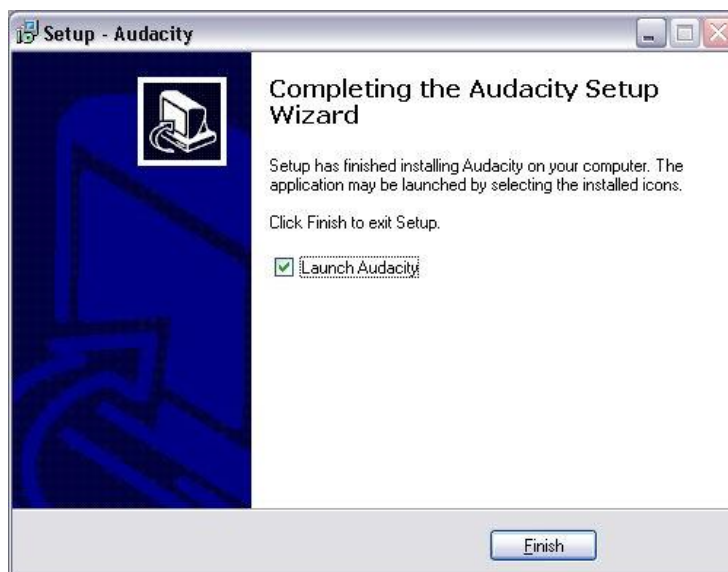 Setup - Audacity
Completing the Audacity Setup
Wizard
Setup has finished installing Audacity on your computer. The
application may be launched by selecting the installed icons.
Click Finish to exit Setup.
Launch Audacity
Finish